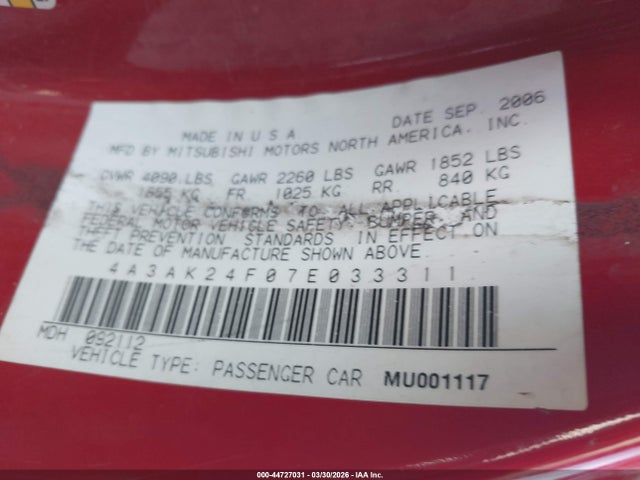 MADE IN U S A DATE SEP. 2006
MFD BY MITSUBISHI MOTORS NORTH AMERICA. INC.
GVWR 4090 LBS GAWR 2260 LBS GAWR 1852 LBS
1855 KG FR. 1025 KG RR. 840 KG
THIS VEHICLE CONFORMS TO ALL APPLICABLE
FEDERAL MOTOR VEHICLE SAFETY, BUMPER, AND
THEFT PREVENTION STANDARDS IN EFFECT ON
THE DATE OF MANUFACTURE SHOWN ABOVE.
4A3AK24F07E033311
MDH 092112
VEHICLE TYPE: PASSENGER CAR MU001117
000-44727031 - 03/30/2026 - IAA Inc.